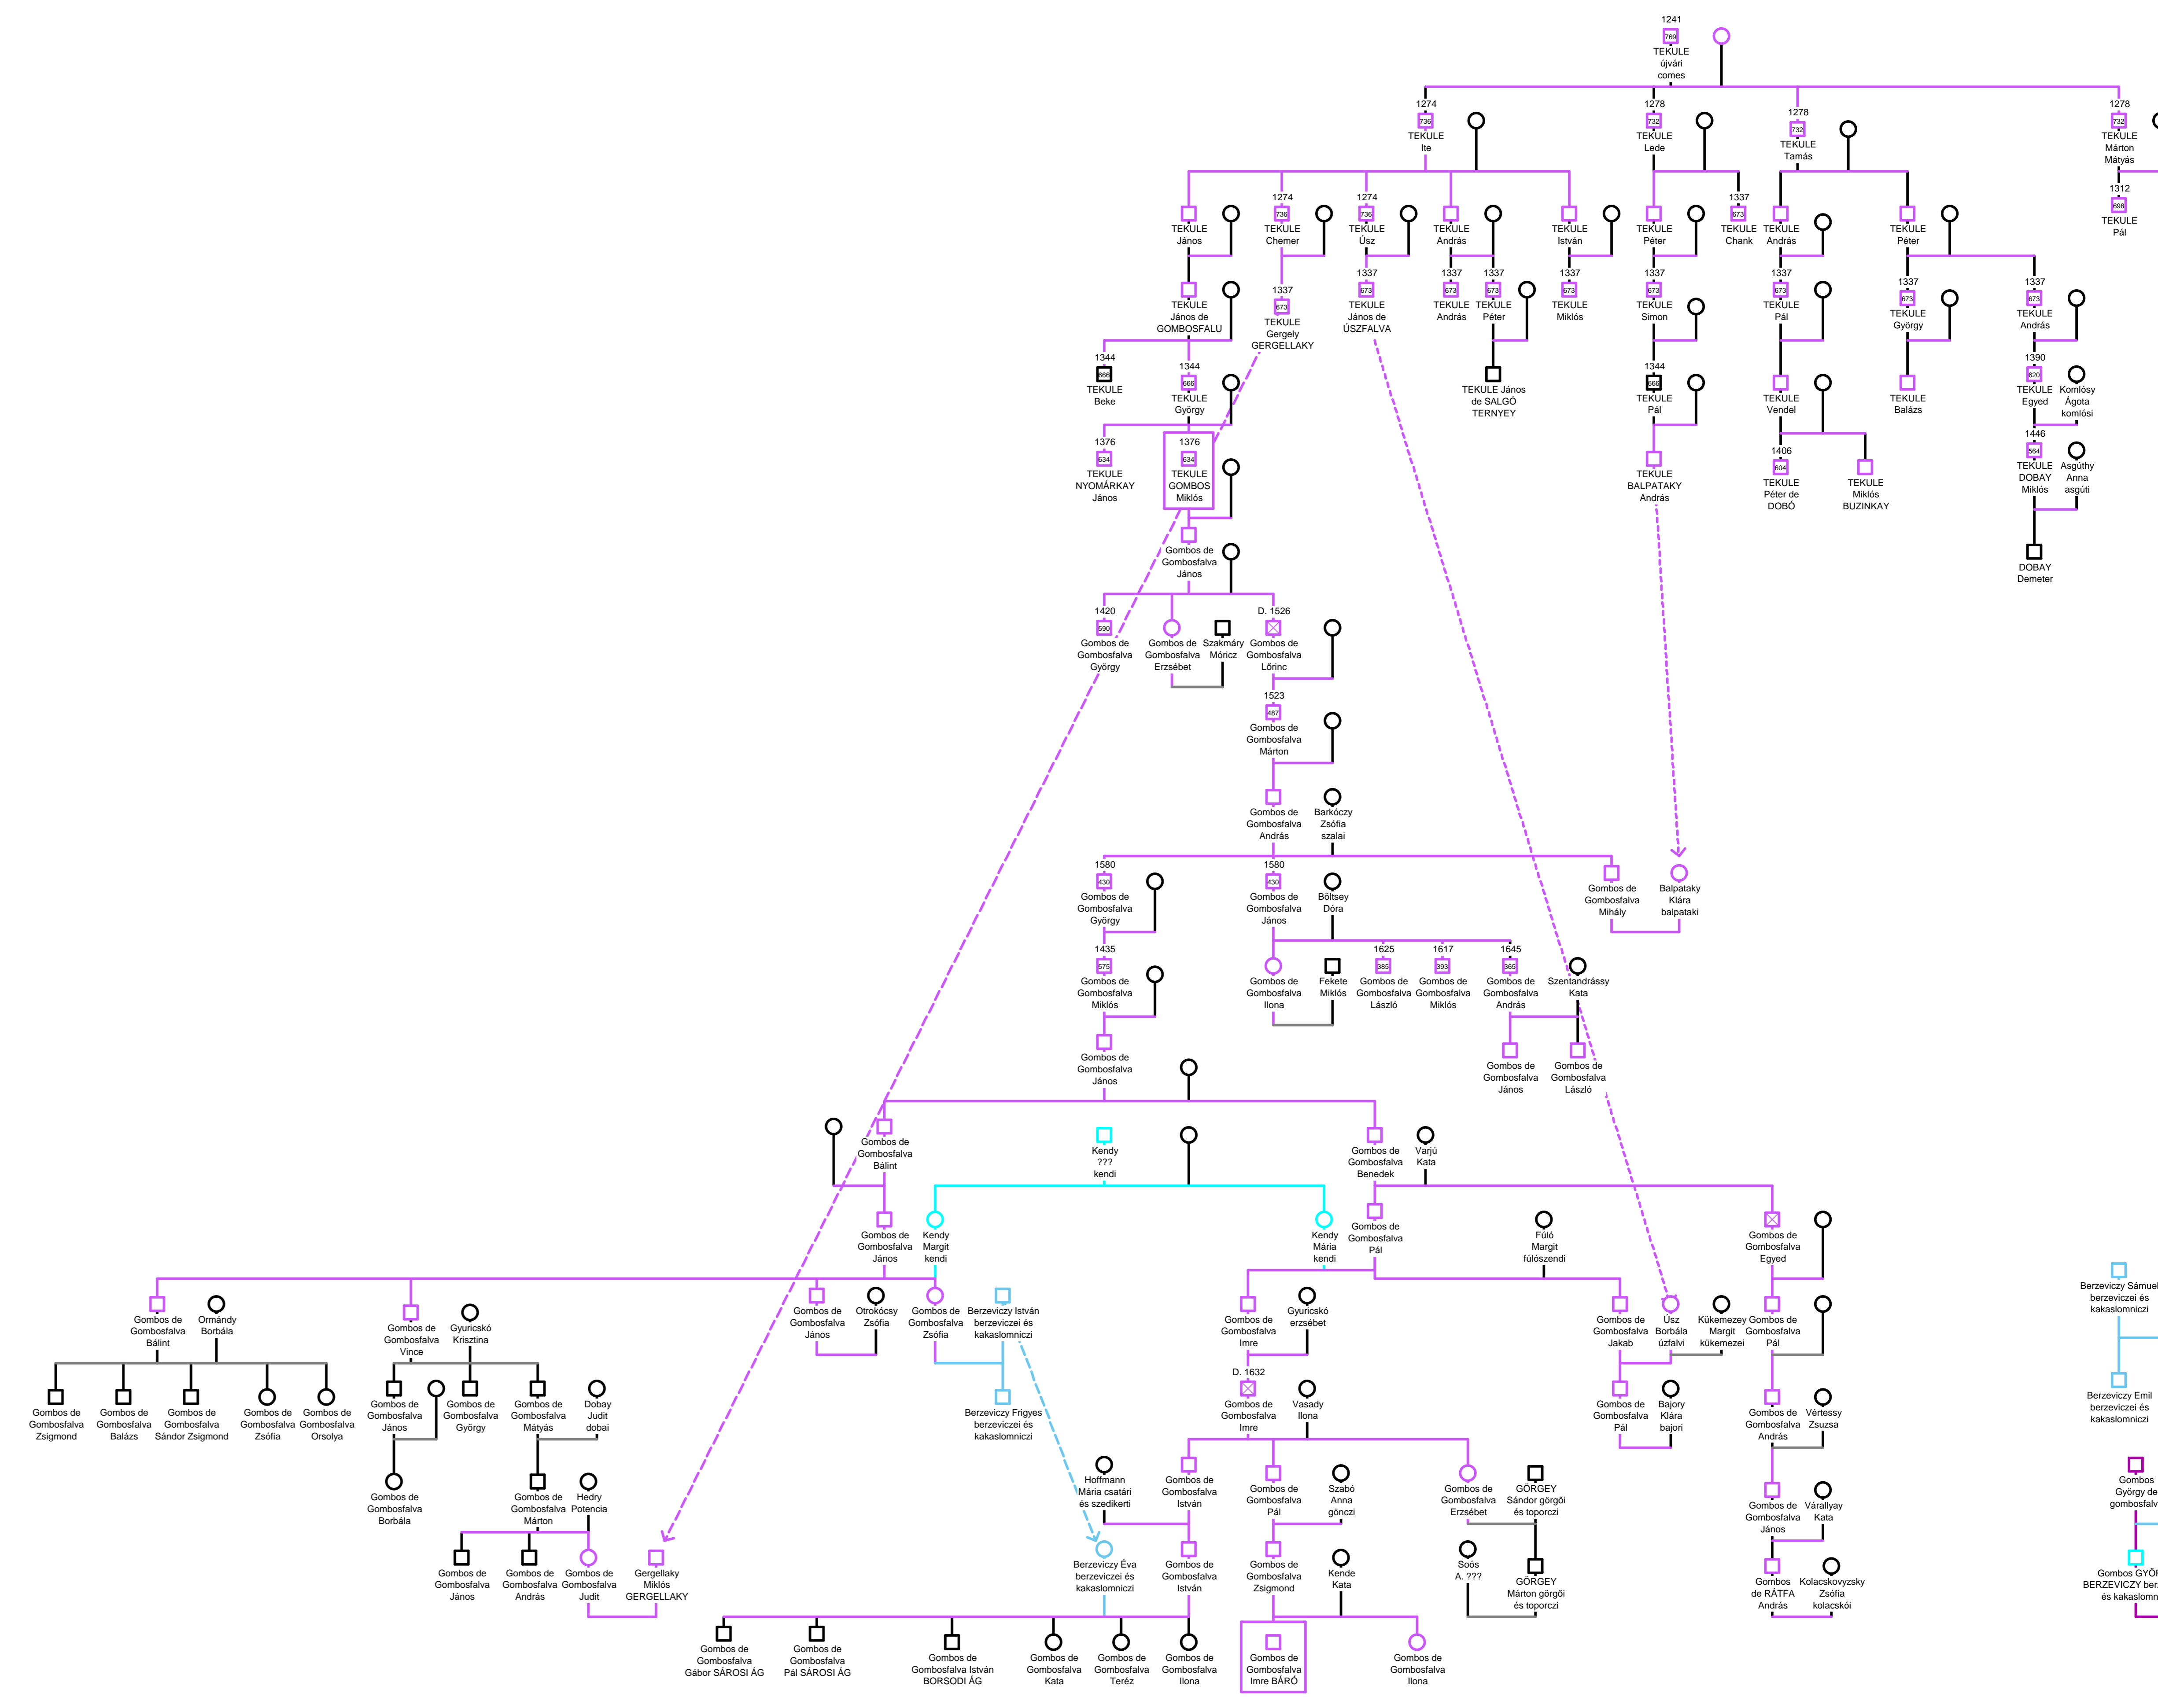 1241
769
TEKULE
újvári
comes
1274
736
TEKULE
Ite
1278
732
TEKULE
Lede
1278
732
TEKULE
Tamás
1278
732
TEKULE
Márton
Mátyás
TEKULE
János
1274
736
TEKULE
Chemer
1274
736
TEKULE
Úsz
TEKULE
András
TEKULE
István
TEKULE
Péter
1337
673
TEKULE
Chank
TEKULE
András
TEKULE
Péter
1312
698
TEKULE
Pál
TEKULE
János de
GOMBOSFALU
1337
673
TEKULE
Gergely
GERGELLAKY
1337
673
TEKULE
János de
ÚSZFALVA
1337
673
TEKULE
András
1337
673
TEKULE
Péter
1337
673
TEKULE
Miklós
1337
673
TEKULE
Simon
1337
673
TEKULE
Pál
1337
673
TEKULE
György
1337
673
TEKULE
András
1344
666
TEKULE
Beke
1344
666
TEKULE
György
TEKULE János
de SALGÓ
TERNYEY
1344
666
TEKULE
Pál
TEKULE
Vendel
TEKULE
Balázs
1390
620
TEKULE
Egyed
Komlósy
Ágota
komlósi
1376
634
TEKULE
NYOMÁRKAY
János
1376
634
TEKULE
GOMBOS
Miklós
TEKULE
BALPATAKY
András
1406
604
TEKULE
Péter de
DOBÓ
TEKULE
Miklós
BUZINKAY
1446
564
TEKULE
DOBAY
Miklós
Asgúthy
Anna
asgúti
Gombos de
Gombosfalva
János
DOBAY
Demeter
1420
590
Gombos de
Gombosfalva
György
Gombos de
Gombosfalva
Erzsébet
Szakmáry
Móricz
D. 1526
Gombos de
Gombosfalva
Lőrinc
1523
487
Gombos de
Gombosfalva
Márton
Gombos de
Gombosfalva
András
Barkóczy
Zsófia
szalai
1580
430
Gombos de
Gombosfalva
György
1580
430
Gombos de
Gombosfalva
János
Böltsey
Dóra
Gombos de
Gombosfalva
Mihály
Balpataky
Klára
balpataki
1435
575
Gombos de
Gombosfalva
Miklós
Gombos de
Gombosfalva
Ilona
Fekete
Miklós
1625
385
Gombos de
Gombosfalva
László
1617
393
Gombos de
Gombosfalva
Miklós
1645
365
Gombos de
Gombosfalva
András
Szentandrássy
Kata
Gombos de
Gombosfalva
János
Gombos de
Gombosfalva
János
Gombos de
Gombosfalva
László
Gombos de
Gombosfalva
Bálint
Kendy
???
kendi
Gombos de
Gombosfalva
Benedek
Varjú
Kata
Gombos de
Gombosfalva
János
Kendy
Margit
kendi
Kendy
Mária
kendi
Gombos de
Gombosfalva
Pál
Fúló
Margit
fúlószendi
Gombos de
Gombosfalva
Egyed
Gombos de
Gombosfalva
Bálint
Ormándy
Borbála
Gombos de
Gombosfalva
Vince
Gyuricskó
Krisztina
Gombos de
Gombosfalva
János
Otrokócsy
Zsófia
Gombos de
Gombosfalva
Zsófia
Berzeviczy István
berzeviczei és
kakaslomniczi
Gombos de
Gombosfalva
Imre
Gyuricskó
erzsébet
Gombos de
Gombosfalva
Jakab
Úsz
Borbála
úzfalvi
Kükemezey
Margit
kükemezei
Gombos de
Gombosfalva
Pál
Berzeviczy Sámuel
berzeviczei és
kakaslomniczi
Gombos de
Gombosfalva
Zsigmond
Gombos de
Gombosfalva
Balázs
Gombos de
Gombosfalva
Sándor Zsigmond
Gombos de
Gombosfalva
Zsófia
Gombos de
Gombosfalva
Orsolya
Gombos de
Gombosfalva
János
Gombos de
Gombosfalva
György
Gombos de
Gombosfalva
Mátyás
Dobay
Judit
dobai
Berzeviczy Frigyes
berzeviczei és
kakaslomniczi
D. 1632
Gombos de
Gombosfalva
Imre
Vasady
Ilona
Gombos de
Gombosfalva
Pál
Bajory
Klára
bajori
Gombos de
Gombosfalva
András
Vértessy
Zsuzsa
Berzeviczy Emil
berzeviczei és
kakaslomniczi
Gombos de
Gombosfalva
Borbála
Gombos de
Gombosfalva
Márton
Hedry
Potencia
Hoffmann
Mária csatári
és szedikerti
Gombos de
Gombosfalva
István
Gombos de
Gombosfalva
Pál
Szabó
Anna
gönczi
Gombos de
Gombosfalva
Erzsébet
GÖRGEY
Sándor görgői
és toporczi
Gombos de
Gombosfalva
János
Várallyay
Kata
Gombos
György de
gombosfalv
Gombos de
Gombosfalva
János
Gombos de
Gombosfalva
András
Gombos de
Gombosfalva
Judit
Gergellaky
Miklós
GERGELLAKY
Berzeviczy Éva
berzeviczei és
kakaslomniczi
Gombos de
Gombosfalva
István
Gombos de
Gombosfalva
Zsigmond
Kende
Kata
Soós
A. ???
GÖRGEY
Márton görgői
és toporczi
Gombos
de RÁTFA
András
Kolacskovyzsky
Zsófia
kolacskói
Gombos GYÖR
BERZEVICZY ber
és kakaslomn
Gombos de
Gombosfalva
Gábor SÁROSI ÁG
Gombos de
Gombosfalva
Pál SÁROSI ÁG
Gombos de
Gombosfalva István
BORSODI ÁG
Gombos de
Gombosfalva
Kata
Gombos de
Gombosfalva
Teréz
Gombos de
Gombosfalva
Ilona
Gombos de
Gombosfalva
Imre BÁRÓ
Gombos de
Gombosfalva
Ilona